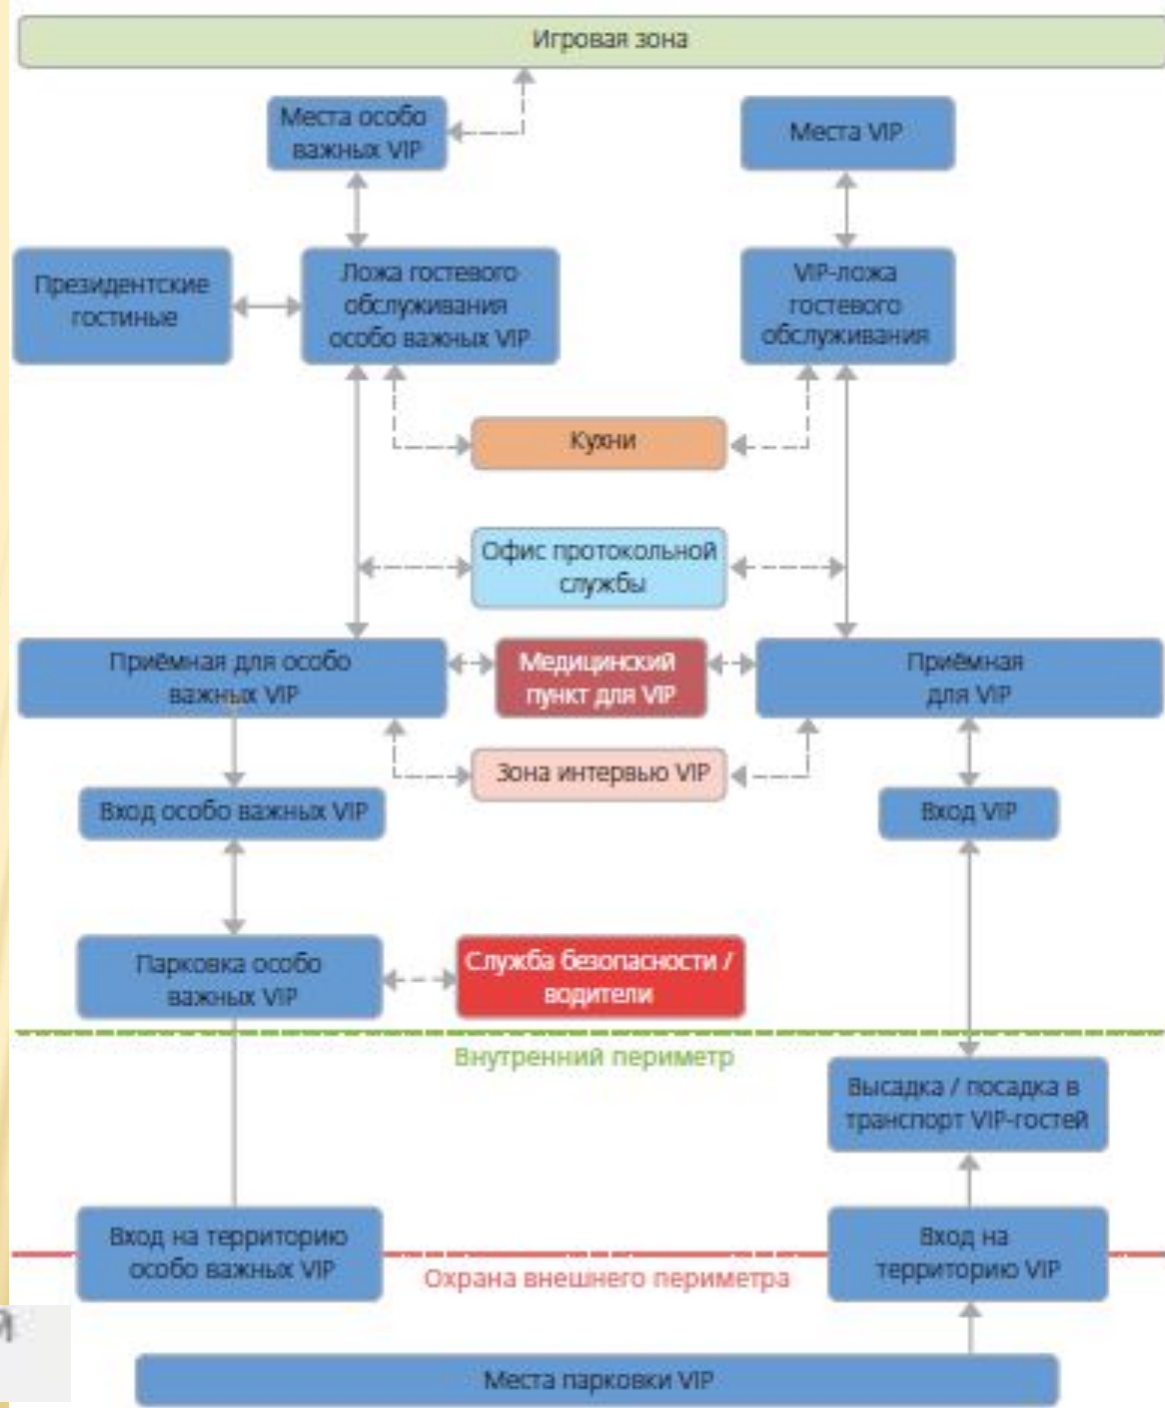 Игровая зона
Места особо
важных VIP
Места VIP
Президентские
гостиные
Ложа гостевого
обслуживания
особо важных VIP
VIP-ложа
гостевого
обслуживания
Кухни
Офис протокольной
службы
Приёмная для особо
важных VIP
Медицинский
пункт для VIP
Приёмная
для VIP
Зона интервью VIP
Вход особо важных VIP
Вход VIP
Парковка особо
важных VIP
Служба безопасности /
водители
Внутренний периметр
Высадка / посадка в
транспорт VIP-гостей
Вход на территорию
особо важных VIP
Вход на
территорию VIP
Охрана внешнего периметра
Места парковки VIP